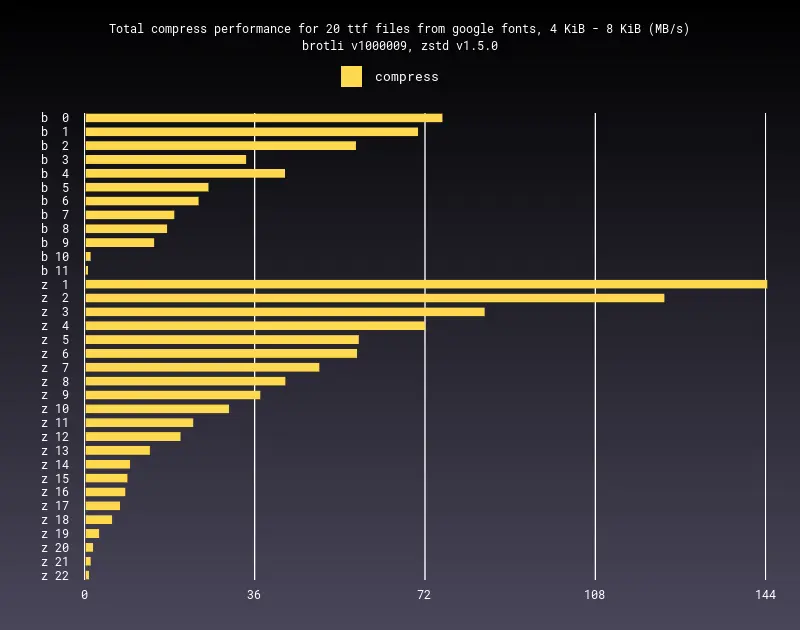 Total compress performance for 20 ttf files from google fonts, 4 KiB - 8 KiB (MB/s)
brotli v1000009, zstd v1.5.0
compress
b 0
b 1
b 2
b 3
b 4
b 5
b 6
b 7
b 8
b 9
b 10
b 11
z 1
z 2
z 3
z 4
z 5
z 6
z 7
z 8
z 9
z 10
z 11
z 12
z 13
z 14
z 15
z 16
z 17
z 18
z 19
z 20
z 21
z 22
0 36 72 108 144